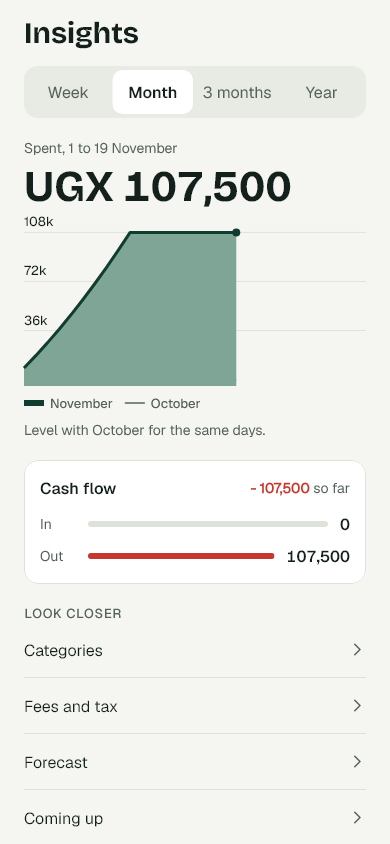 Insights
Week Month 3 months Year
Spent, 1 to 19 November
UGX 107,500
108k
72k
36k
November October
Level with October for the same days.
Cash flow - 107,500 so far
In 0
Out 107,500
LOOK CLOSER
Categories
Fees and tax
Forecast
Coming up